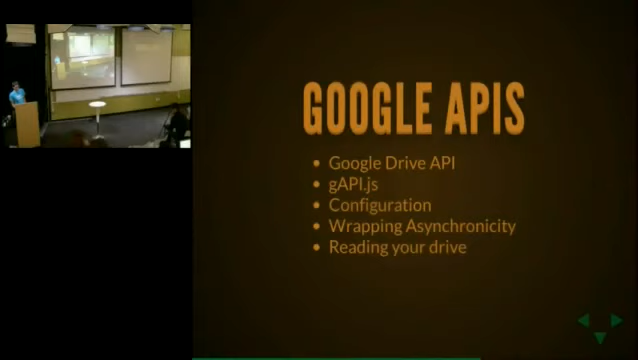 GOOGLE APIS
Google Drive API
gAPI.js
Configuration
Wrapping Asynchronicity
Reading your drive